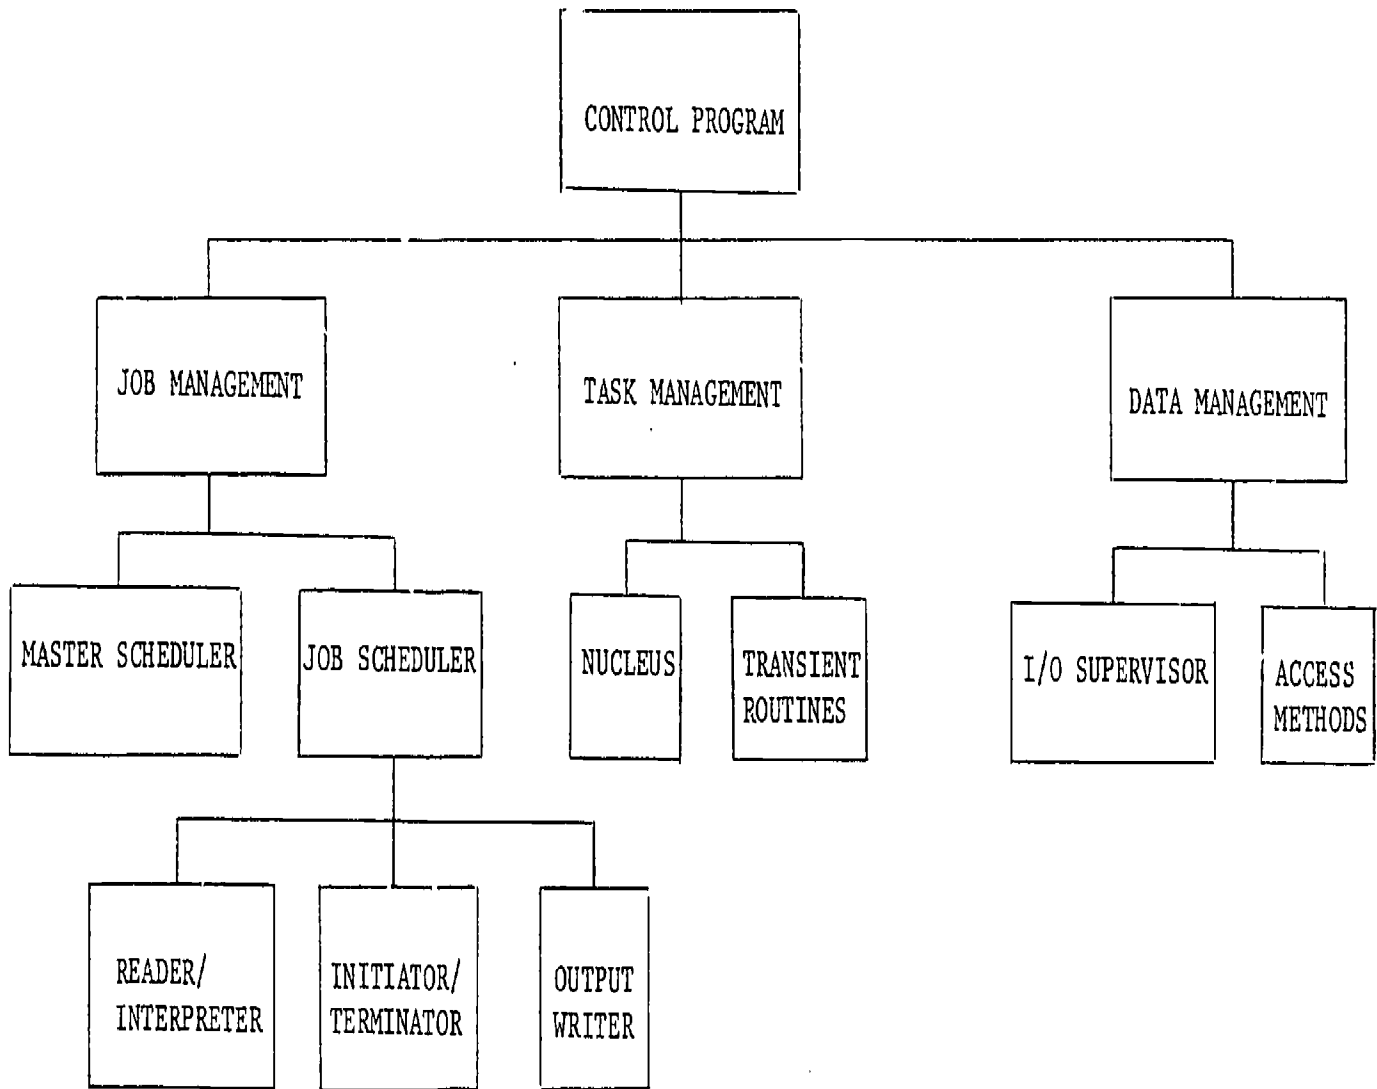 CONTROL PROGRAM
JOB MANAGEMENT
TASK MANAGEMENT
DATA MANAGEMENT
MASTER SCHEDULER
JOB SCHEDULER
NUCLEUS
TRANSIENT
ROUTINES
I/O SUPERVISOR
ACCESS
METHODS
READER/
INTERPRETER
INITIATOR/
TERMINATOR
OUTPUT
WRITER